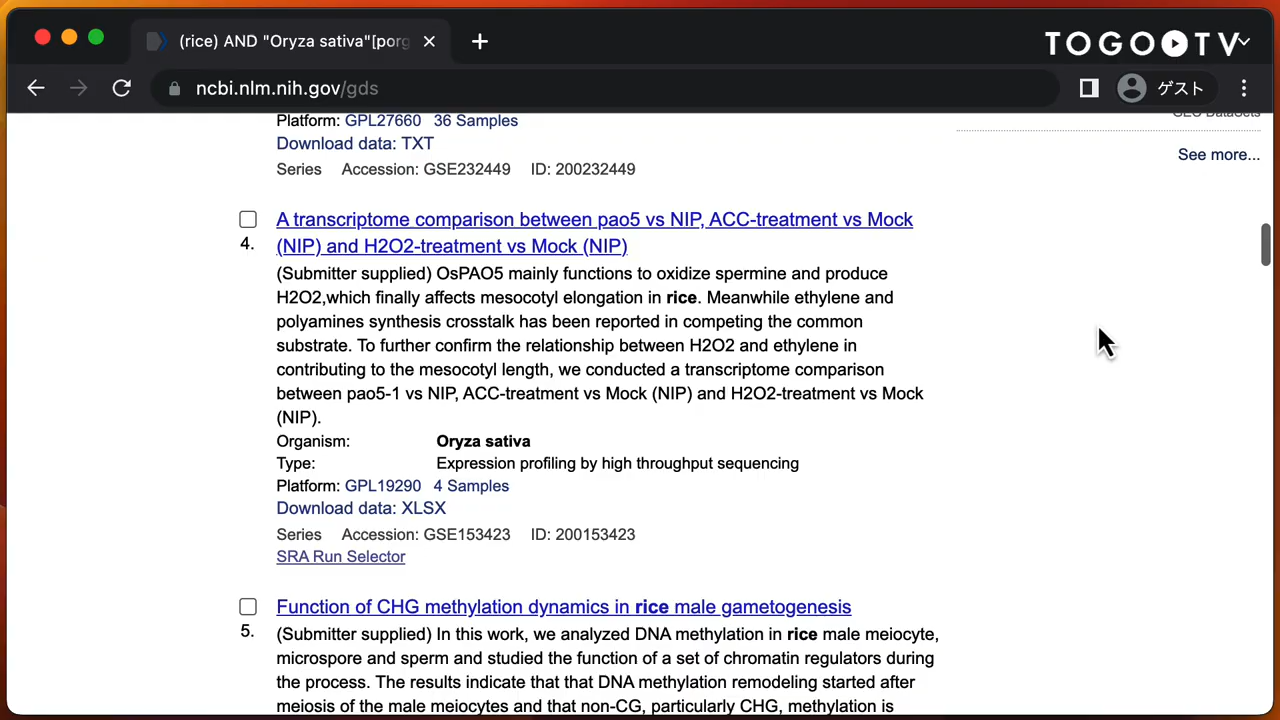 (rice) AND "Oryza sativa"[porg
TOGO TV
ncbi.nlm.nih.gov/gds
ゲスト
Platform: GPL27660 36 Samples
Download data: TXT
Series Accession: GSE232449 ID: 200232449
See more...
A transcriptome comparison between pao5 vs NIP, ACC-treatment vs Mock
4. (NIP) and H2O2-treatment vs Mock (NIP)
(Submitter supplied) OsPAO5 mainly functions to oxidize spermine and produce
H2O2,which finally affects mesocotyl elongation in rice. Meanwhile ethylene and
polyamines synthesis crosstalk has been reported in competing the common
substrate. To further confirm the relationship between H2O2 and ethylene in
contributing to the mesocotyl length, we conducted a transcriptome comparison
between pao5-1 vs NIP, ACC-treatment vs Mock (NIP) and H2O2-treatment vs Mock
(NIP).
Organism: Oryza sativa
Type: Expression profiling by high throughput sequencing
Platform: GPL19290 4 Samples
Download data: XLSX
Series Accession: GSE153423 ID: 200153423
SRA Run Selector
Function of CHG methylation dynamics in rice male gametogenesis
5. (Submitter supplied) In this work, we analyzed DNA methylation in rice male meiocyte,
microspore and sperm and studied the function of a set of chromatin regulators during
the process. The results indicate that that DNA methylation remodeling started after
meiosis of the male meiocytes and that non-CG, particularly CHG, methylation is